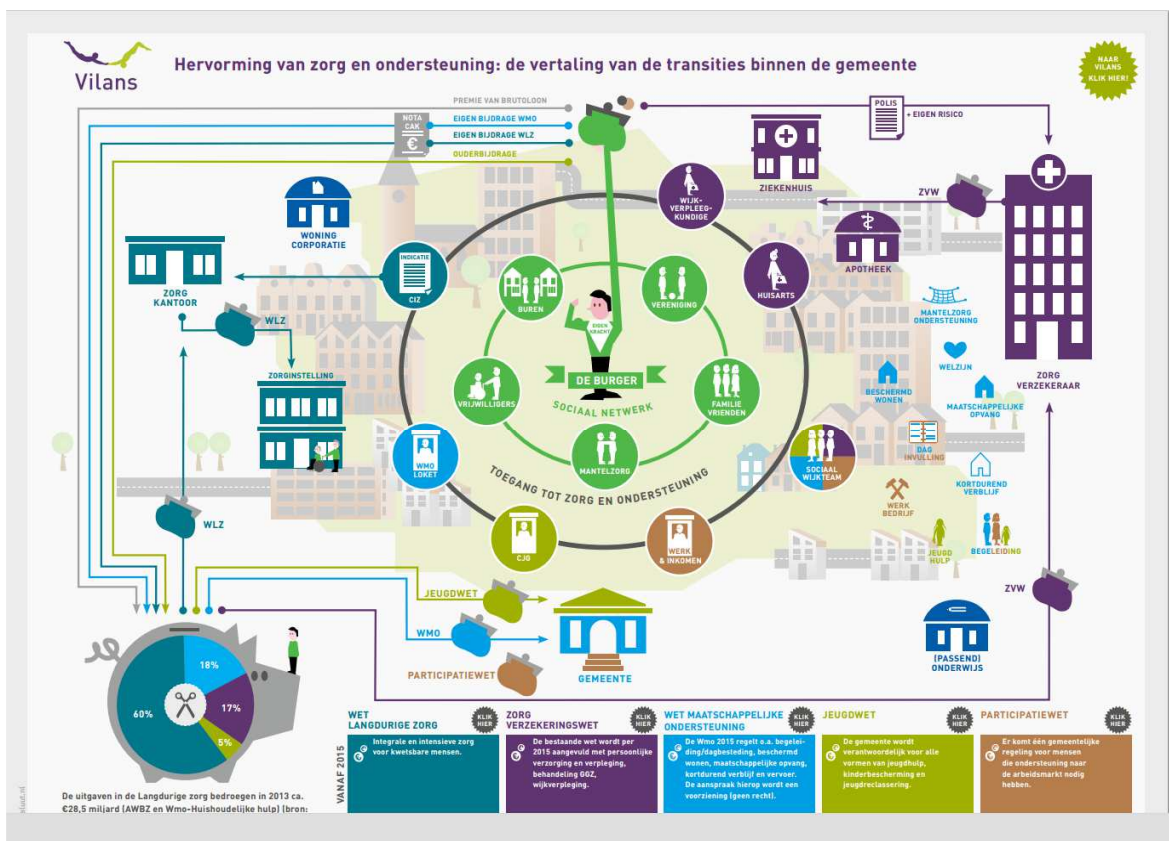 Vilans
Hervorming van zorg en ondersteuning: de vertaling van de transities binnen de gemeente
NAAR
VILANS
KLIK HIER!
PREMIE VAN BRUTOLOON
EIGEN BIJDRAGE WMO
EIGEN BIJDRAGE WLZ
OUDERBIJDRAGE
NOTA
CAK
€
POLIS
+ EIGEN RISICO
ZIEKENHUIS
WIJK-
VERPLEEG-
KUNDIGE
ZVW
WONING
CORPORATIE
APOTHEEK
HUISARTS
INDICATIE
CIZ
ZORG
KANTOOR
BUREN
VERENIGING
EIGEN
KRACHT
MANTELZORG
ONDERSTEUNING
WLZ
WELZIJN
ZORG
VERZEKERAAR
ZORGINSTELLING
DE BURGER
SOCIAAL NETWERK
VRIJWILLIGERS
FAMILIE
VRIENDEN
BESCHERMD
WONEN
MAATSCHAPPELIJKE
OPVANG
MANTELZORG
WMO
LOKET
SOCIAAL
WIJKTEAM
DAG
INVULLING
TOEGANG TOT ZORG EN ONDERSTEUNING
KORTDUREND
VERBLIJF
WERK
BEDRIJF
WLZ
CJG
WERK
& INKOMEN
JEUGD
HULP
BEGELEIDING
JEUGDWET
ZVW
WMO
PARTICIPATIEWET
GEMEENTE
(PASSEND)
ONDERWIJS
18%
17%
60%
5%
VANAF 2015
WET
LANGDURIGE ZORG
KLIK
HIER
Integrale en intensieve zorg
voor kwetsbare mensen.
ZORG
VERZEKERINGSWET
KLIK
HIER
De bestaande wet wordt per
2015 aangevuld met persoonlijke
verzorging en verpleging,
behandeling GGZ,
wijkverpleging.
WET MAATSCHAPPELIJKE
ONDERSTEUNING
KLIK
HIER
De Wmo 2015 regelt o.a. begelei-
ding/dagbesteding, beschermd
wonen, maatschappelijke opvang,
kortdurend verblijf en vervoer.
De aanspraak hierop wordt een
voorziening (geen recht).
JEUGDWET
KLIK
HIER
De gemeente wordt
verantwoordelijk voor alle
vormen van jeugdhulp,
kinderbescherming en
jeugdreclassering.
PARTICIPATIEWET
KLIK
HIER
Er komt één gemeentelijke
regeling voor mensen
die ondersteuning naar
de arbeidsmarkt nodig
hebben.
De uitgaven in de Langdurige zorg bedroegen in 2013 ca.
€28,5 miljard (AWBZ en Wmo-Huishoudelijke hulp) (bron: